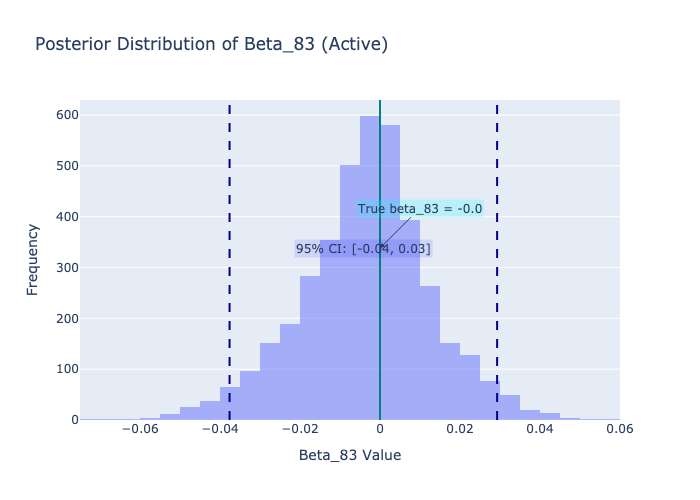 Posterior Distribution of Beta_83 (Active)
Frequency
600
500
400
300
200
100
0
True beta_83 = -0.0
95% CI: [-0.04, 0.03]
−0.06
−0.04
−0.02
0
0.02
0.04
0.06
Beta_83 Value